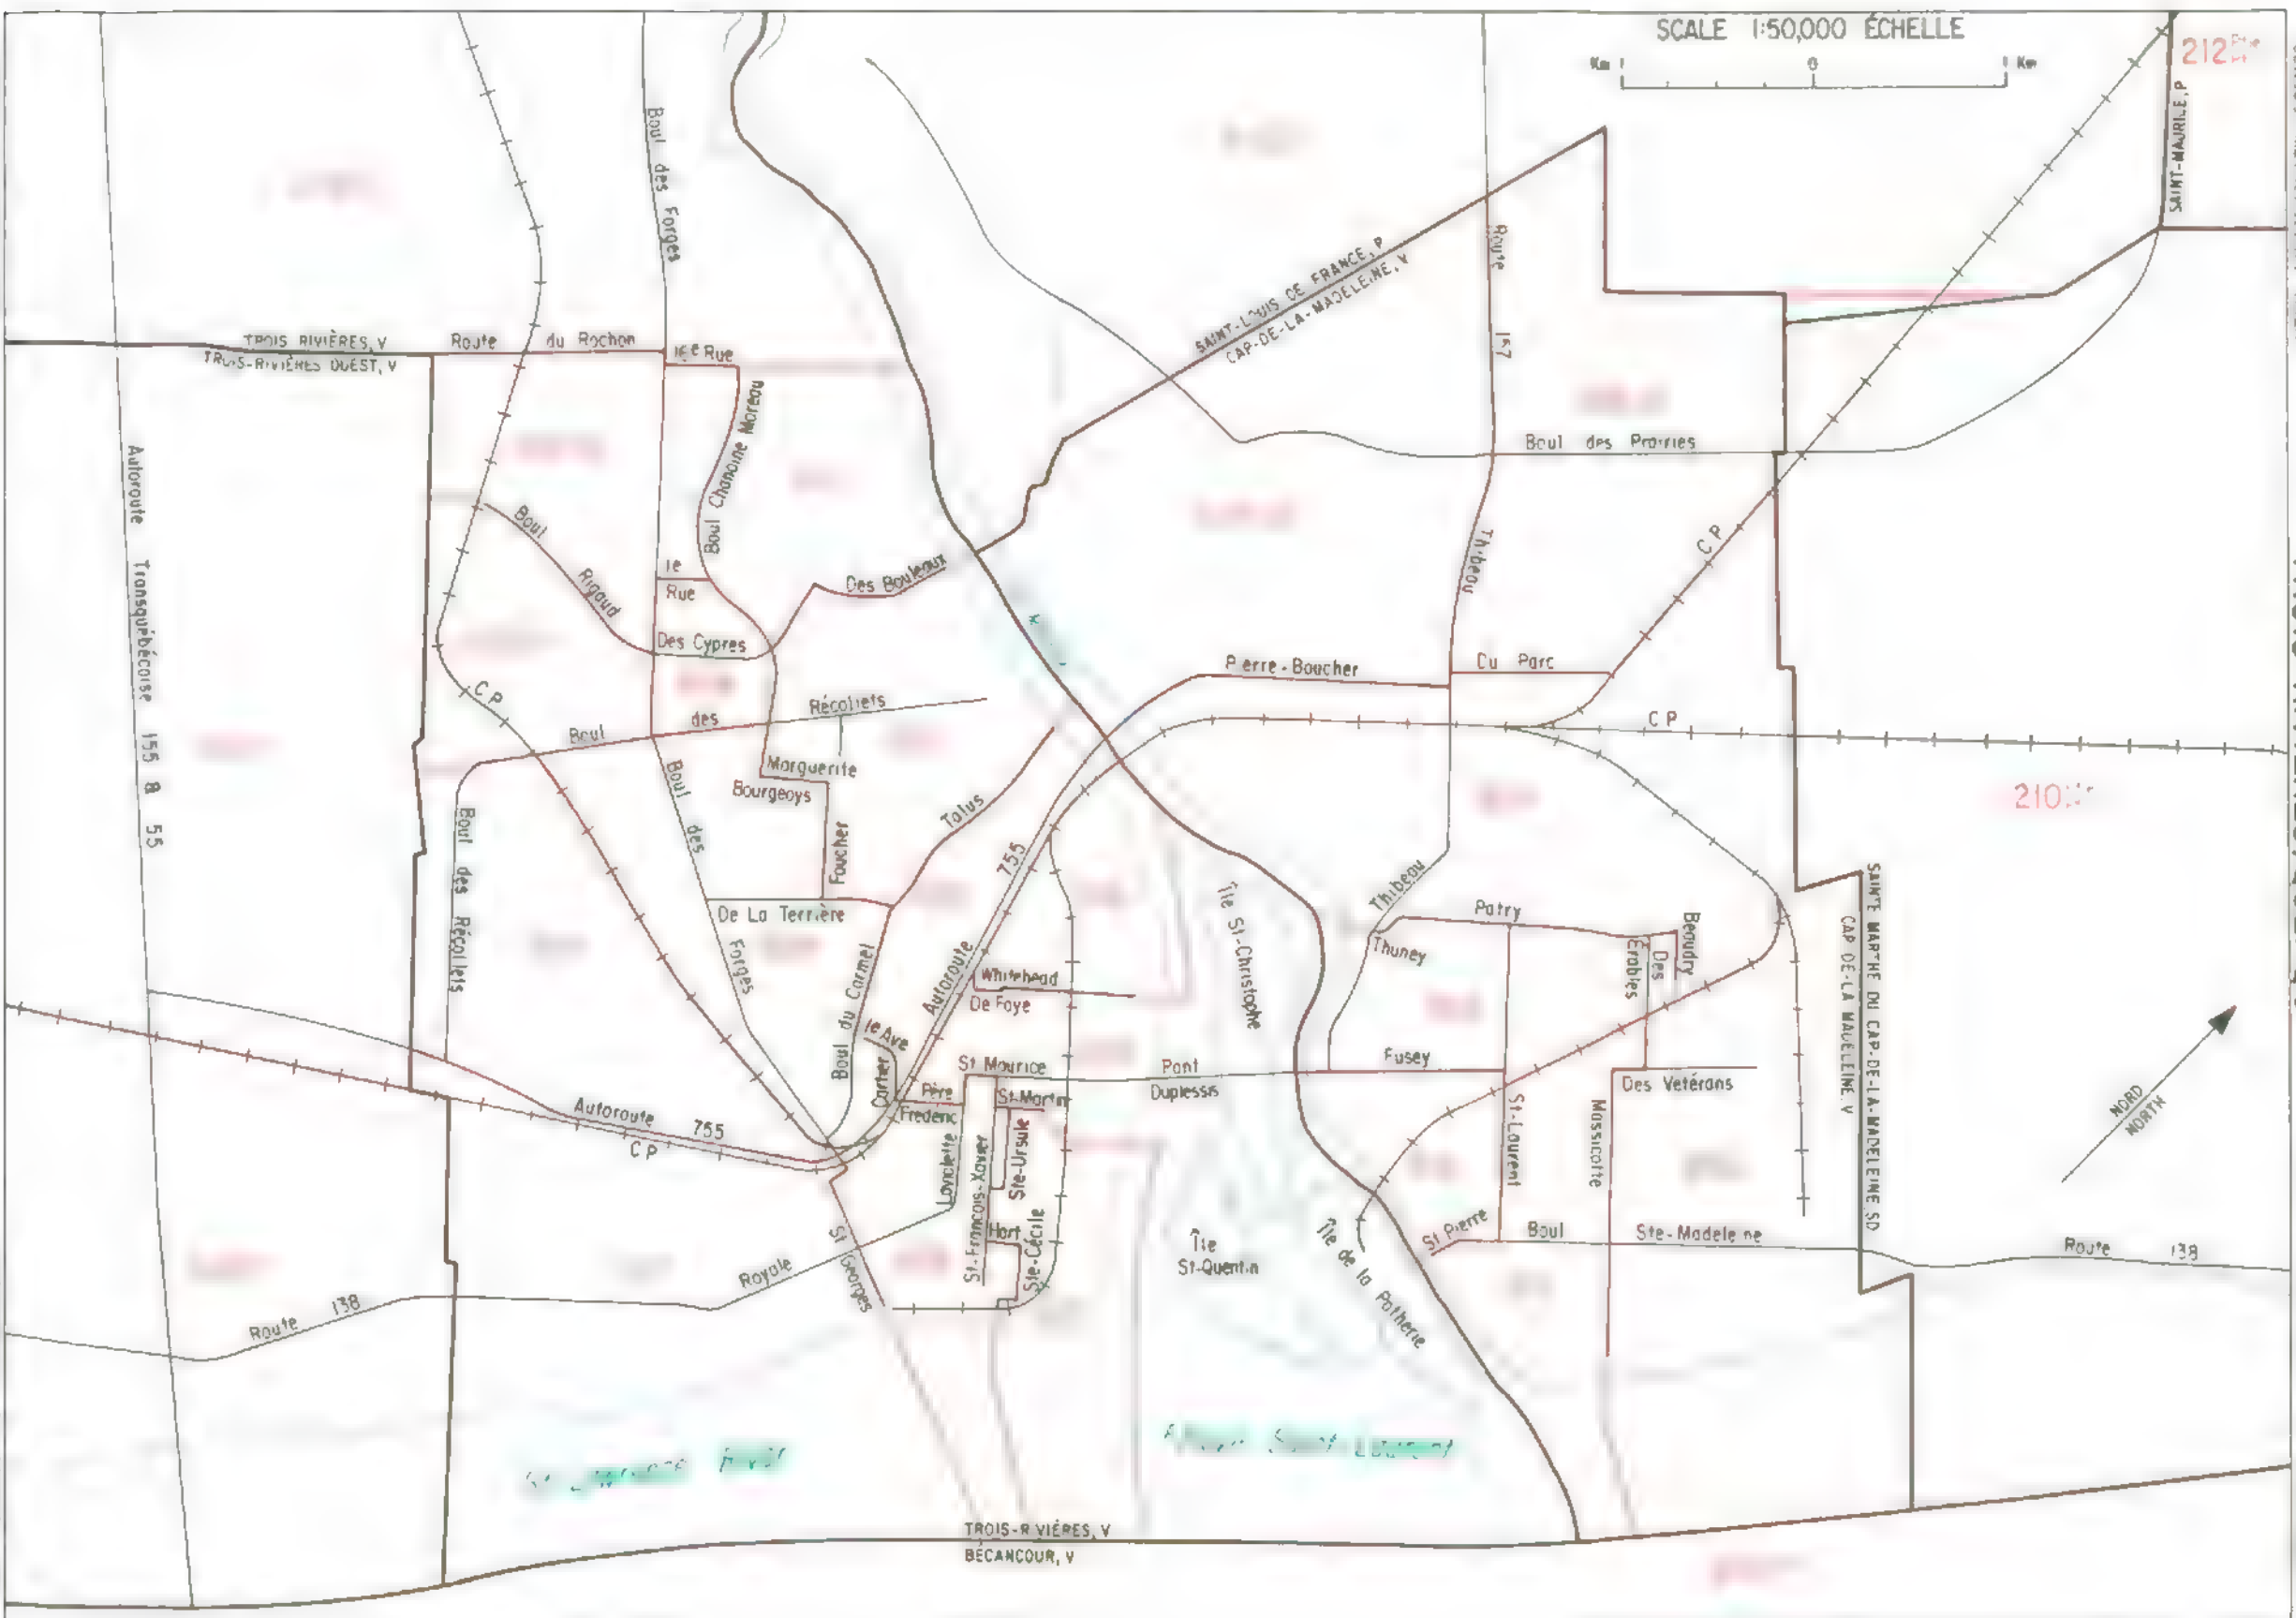 SCALE 1:50,000 ÉCHELLE
Km 0 Km
212
SAINT-MAURICE, P
Boul des Forges
SAINT-LOUIS DE FRANCE, P
CAP-DE-LA-MADELEINE, V
Route 157
TROIS RIVIÈRES, V
TROIS-RIVIÈRES OUEST, V
Route du Rochon
16e Rue
Boul Chanoine Moreau
Boul des Prairies
Autoroute Transquébécoise 155 & 55
Boul Rigaud
1e
Rue
Des Bouleaux
Thibeau
C P
Des Cypres
Pierre-Boucher
Du Parc
C P
C P
Boul des Récollets
Marguerite
Bourgeoys
Boul des Forges
Foucher
Talus
755
210
Boul des Récollets
De La Terrière
Île St-Christophe
Thibeau
Patry
Thuney
Beaudry
Des
Erables
SAINTE MARTHE DU CAP-DE-LA-MADELEINE SD
CAP DE-LA MADELEINE V
Boul du Carmel
Autoroute
Whitehead
De Foye
1e Ave
Cartier
St Maurice
Pont
Duplessis
Fusey
Des Vetérans
Père
Frederic
St-Martin
NORD
NORTH
Autoroute 755
C P
Laviolette
St-Francois-Xavier
Ste-Ursule
St-Laurent
Massicotte
Hart
Ste-Cécile
St Georges
Royale
Île
St-Quentin
Île de la Potherie
St Pierre
Boul Ste-Madeleine
Route 138
Route 138
TROIS-RIVIÈRES, V
BÉCANCOUR, V